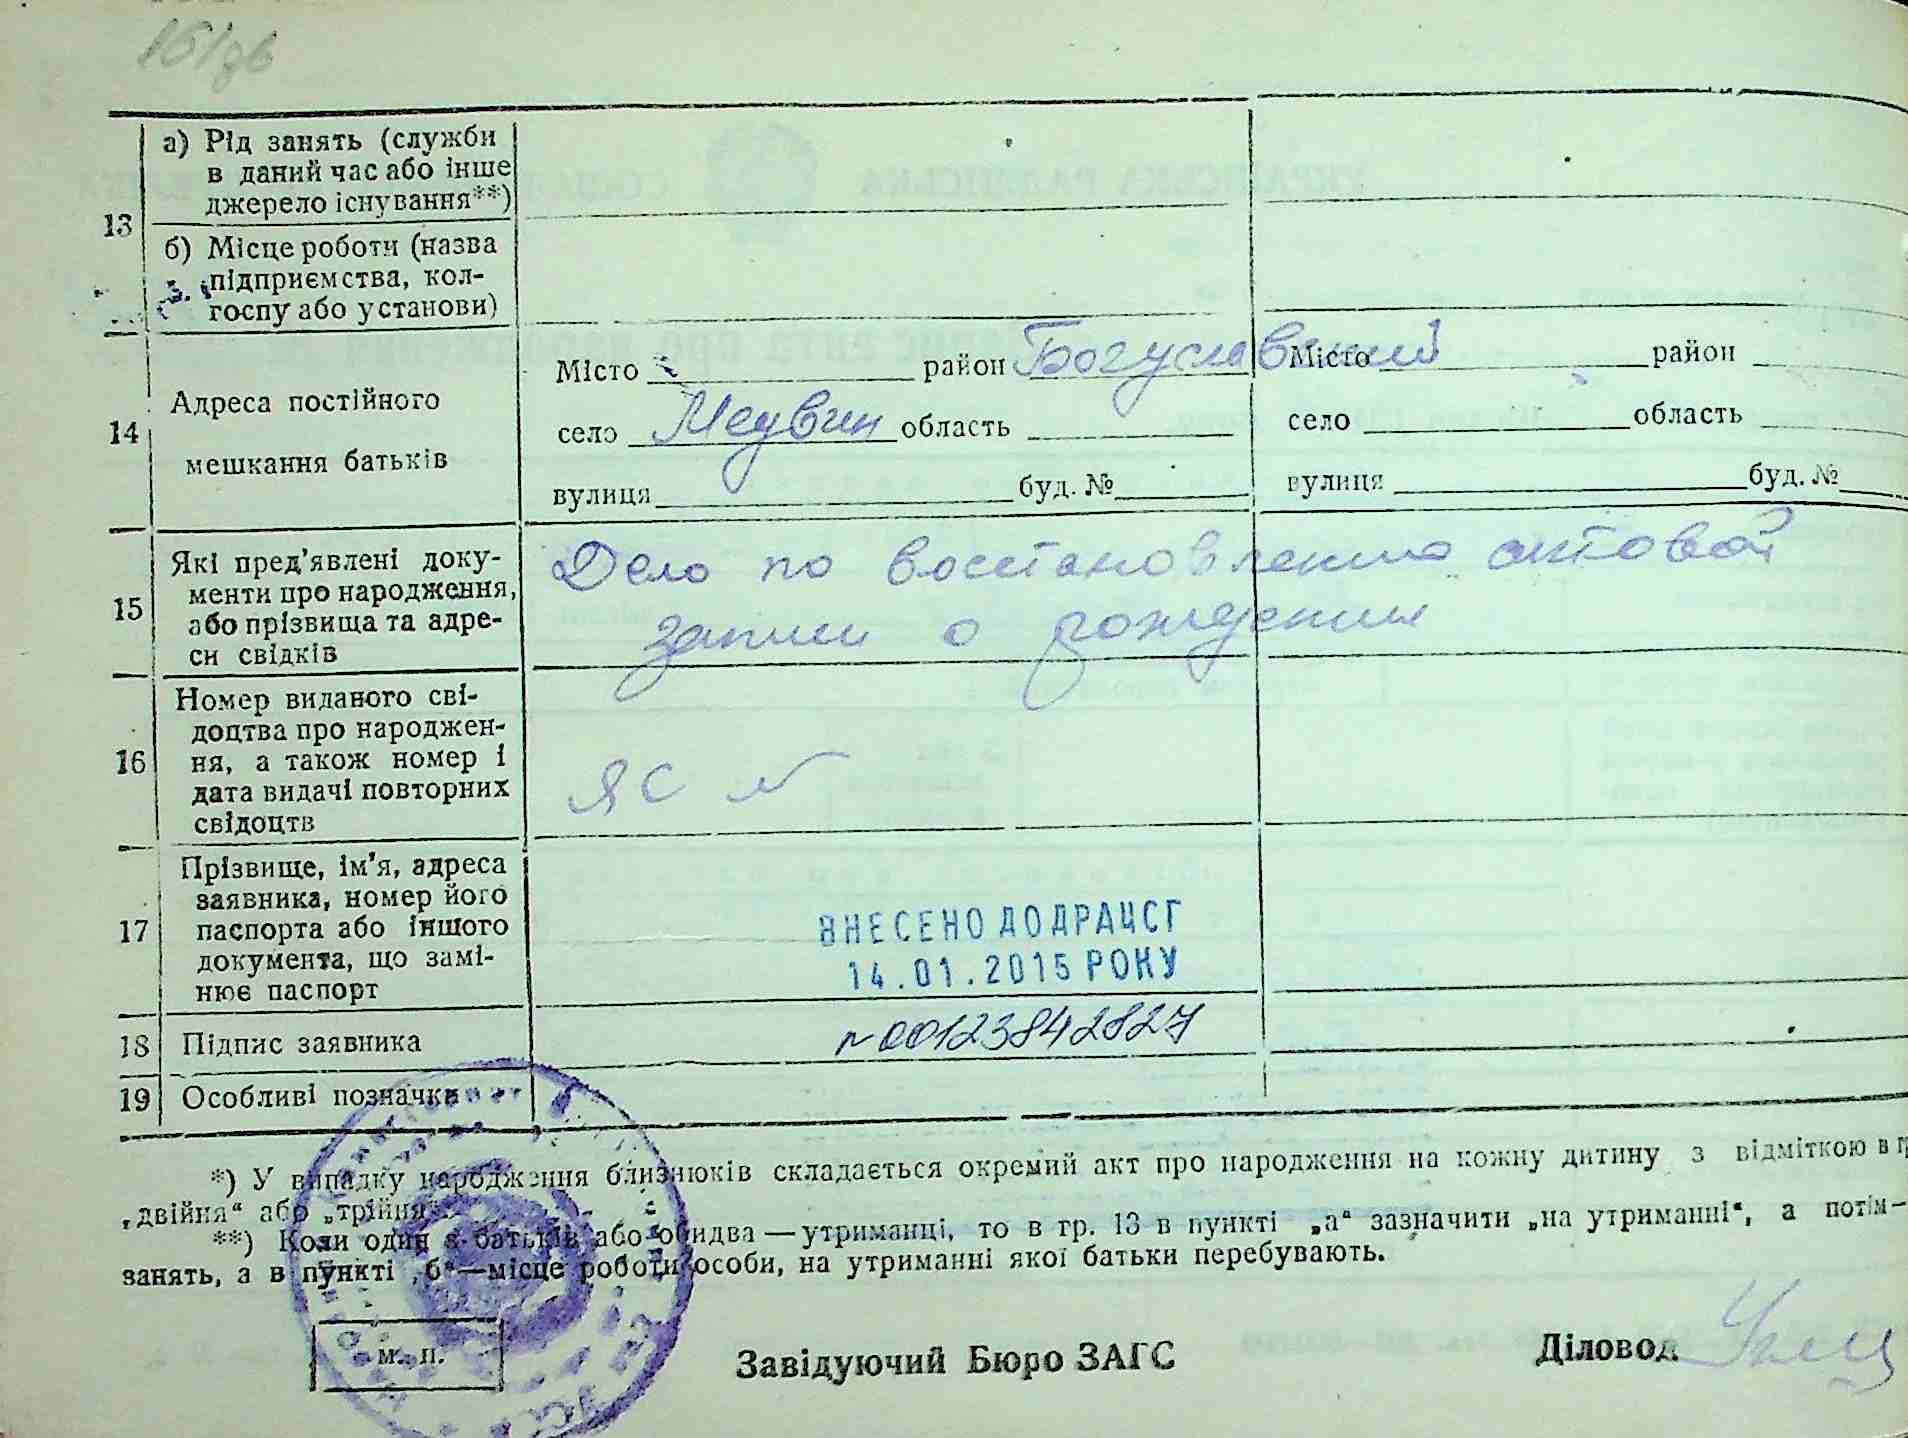 13
а) Рід занять (служби
в даний час або інше
джерело існування**)
б) Місце роботи (назва
підприємства, кол-
госпу або установи)
14
Адреса постійного
мешкання батьків
Місто район Богуславский
село Медвин область
вулиця буд. №
Місто район
село область
вулиця буд. №
15
Які пред'явлені доку-
менти про народження,
або прізвища та адре-
си свідків
Дело по восстановлению актовой
записи о рождении
16
Номер виданого сві-
доцтва про народжен-
ня, а також номер і
дата видачі повторних
свідоцтв
ЯС №
17
Прізвище, ім'я, адреса
заявника, номер його
паспорта або іншого
документа, що замі-
нює паспорт
ВНЕСЕНО ДО ДРАЦСГ
14.01.2015 РОКУ
18 Підпис заявника
№00123842827
19 Особливі позначки
*) У випадку народження близнюків складається окремий акт про народження на кожну дитину з відміткою в
„двійня“ або „трійня“
**) Коли один з батьків або обидва — утриманці, то в гр. 13 в пункті „а“ зазначити „на утриманні“, а потім—
занять, а в пункті „б“—місце роботи особи, на утриманні якої батьки перебувають.
м. п.
Завідуючий Бюро ЗАГС
Діловод